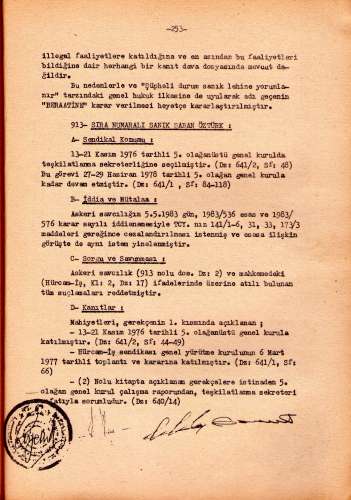 -253-
illegal faaliyetlere katıldığına ve en azından bu faaliyetleri
bildiğine dair herhangi bir kanıt dava dosyasında mevcut de-
ğildir.
Bu nedenlerle ve "Şüpheli durum sanık lehine yorumla-
nır" tarzındaki genel hukuk ilkasine de uyularak adı geçenin
"BERAATİNE" karar verilmesi heyetçe kararlaştırılmıştır.
913- SIRA NUMARALI SANIK ŞABAN ÖZTÜRK :
A- Sendikal Konumu :
13-21 Kasım 1976 tarihli 5. olağanüstü genel kurulda
teşkilatlanma sekreterliğine seçilmiştir. (Dz: 641/2, Sf: 48)
Bu görevi 27-29 Haziran 1978 tarihli 5. olağan genel kurula
kadar devam etmiştir. (Dz: 641/1 , Sf: 84-118)
B- İddia ve Mütalaa :
Askeri savcılığın 5.5.1983 gün, 1983/536 esas ve 1983/
576 karar sayılı iddianamesiyle TCY. nın 141/1-6, 31, 33, 173/3
maddeleri gereğince cezalandırılması istenmiş ve esasa ilişkin
görüşte de aynı istem yinelenmiştir.
C- Sorgu ve Savunması :
Askeri savcılık (913 nolu dos. Dz: 2) ve mahkemedeki
(Hürcam-İş, Kl: 2, Dz: 17) ifadelerinde üzerine atılı bulunan
tüm suçlamaları reddetmiştir.
D- Kanıtlar :
Mahiyetleri, gerekçenin 1. kısmında açıklanan ;
- 13-21 Kasım 1976 tarihli 5. olağanüstü genel kurula
katılmıştır. (Dz: 641/2, Sf: 44-49)
- Hürcam-İş sendikası genel yürütme kurulunun 6 Mart
1977 tarihli toplantı ve kararına katılmıştır. (Dz: 641/1, Sf:
66)
- (2) Nolu kitapta açıklanan gerekçelere istinaden 5.
olağan genel kurul çalışma raporundan, teşkilatlanma sekreteri
sıfatıyla sorumludur. (Dz: 640/14)